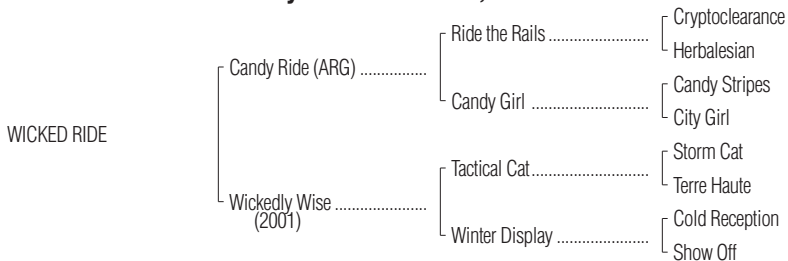 Cryptoclearance
Ride the Rails ......................
Herbalesian
Candy Ride (ARG) ................
Candy Stripes
Candy Girl ..........................
City Girl
WICKED RIDE
Storm Cat
Tactical Cat..........................
Terre Haute
Wickedly Wise ......................
(2001)
Cold Reception
Winter Display .....................
Show Off